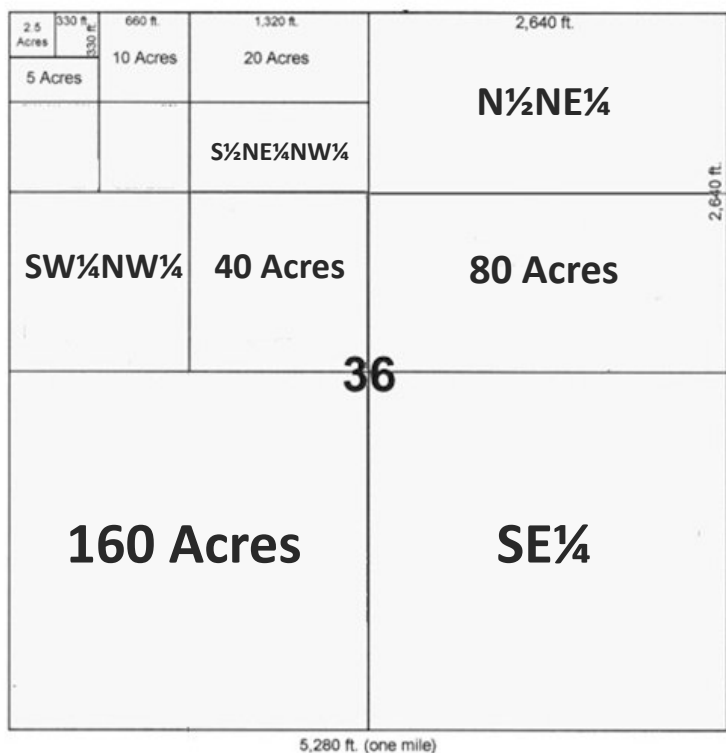 330 ft.
660 ft.
1,320 ft.
2,640 ft.
2.5
Acres
330 ft.
10 Acres
20 Acres
5 Acres
N½NE¼
S½NE¼NW¼
2,640 ft.
SW¼NW¼
40 Acres
80 Acres
36
160 Acres
SE¼
5,280 ft. (one mile)